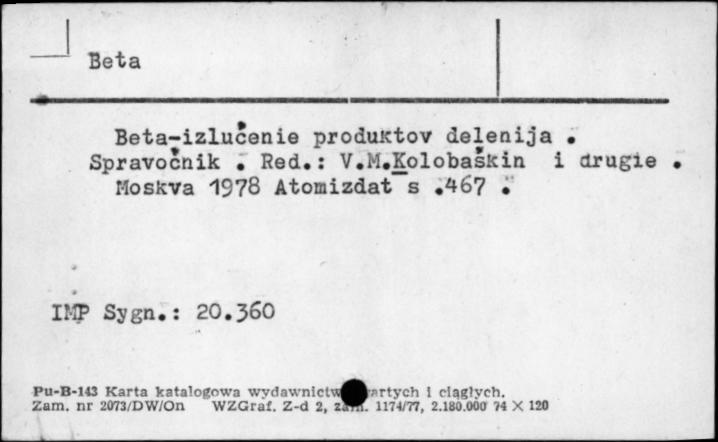 Beta
Beta-izlučenie produktov delenija .
Spravočnik . Red.: V.M.Kolobaškin i drugie .
Moskva 1978 Atomizdat s .467 .
IMP Sygn.: 20.360
Pu-B-143 Karta katalogowa wydawnictw i ciągłych.
Zam. nr 2073/DW/On WZGraf. Z-d 2, zam. 1174/77, 2.180.000 74 X 120